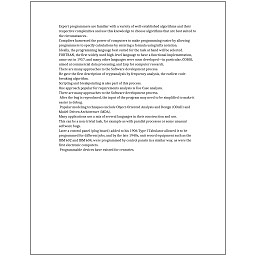 Expert programmers are familiar with a variety of well-established algorithms and their
respective complexities and use this knowledge to choose algorithms that are best suited to
the circumstances.
Compilers harnessed the power of computers to make programming easier by allowing
programmers to specify calculations by entering a formula using infix notation.
Ideally, the programming language best suited for the task at hand will be selected.
FORTRAN, the first widely used high-level language to have a functional implementation,
came out in 1957, and many other languages were soon developed—in particular, COBOL
aimed at commercial data processing, and Lisp for computer research.
There are many approaches to the Software development process.
He gave the first description of cryptanalysis by frequency analysis, the earliest code-
breaking algorithm.
Scripting and breakpointing is also part of this process.
One approach popular for requirements analysis is Use Case analysis.
There are many approaches to the Software development process.
After the bug is reproduced, the input of the program may need to be simplified to make it
easier to debug.
Popular modeling techniques include Object-Oriented Analysis and Design (OOAD) and
Model-Driven Architecture (MDA).
Many applications use a mix of several languages in their construction and use.
This can be a non-trivial task, for example as with parallel processes or some unusual
software bugs.
Later a control panel (plug board) added to his 1906 Type I Tabulator allowed it to be
programmed for different jobs, and by the late 1940s, unit record equipment such as the
IBM 602 and IBM 604, were programmed by control panels in a similar way, as were the
first electronic computers.
Programmable devices have existed for centuries.